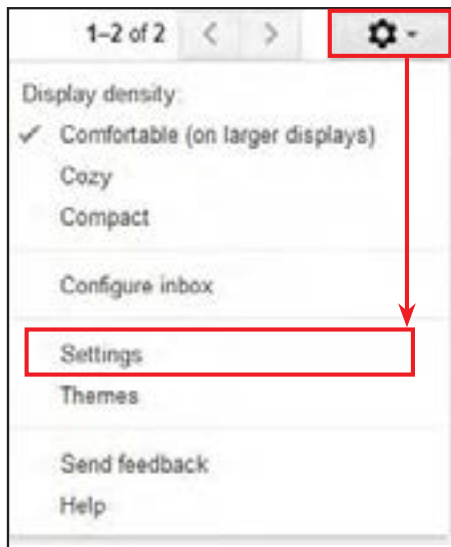 1–2 of 2
Display density:
Comfortable (on larger displays)
Cozy
Compact
Configure inbox
Settings
Themes
Send feedback
Help